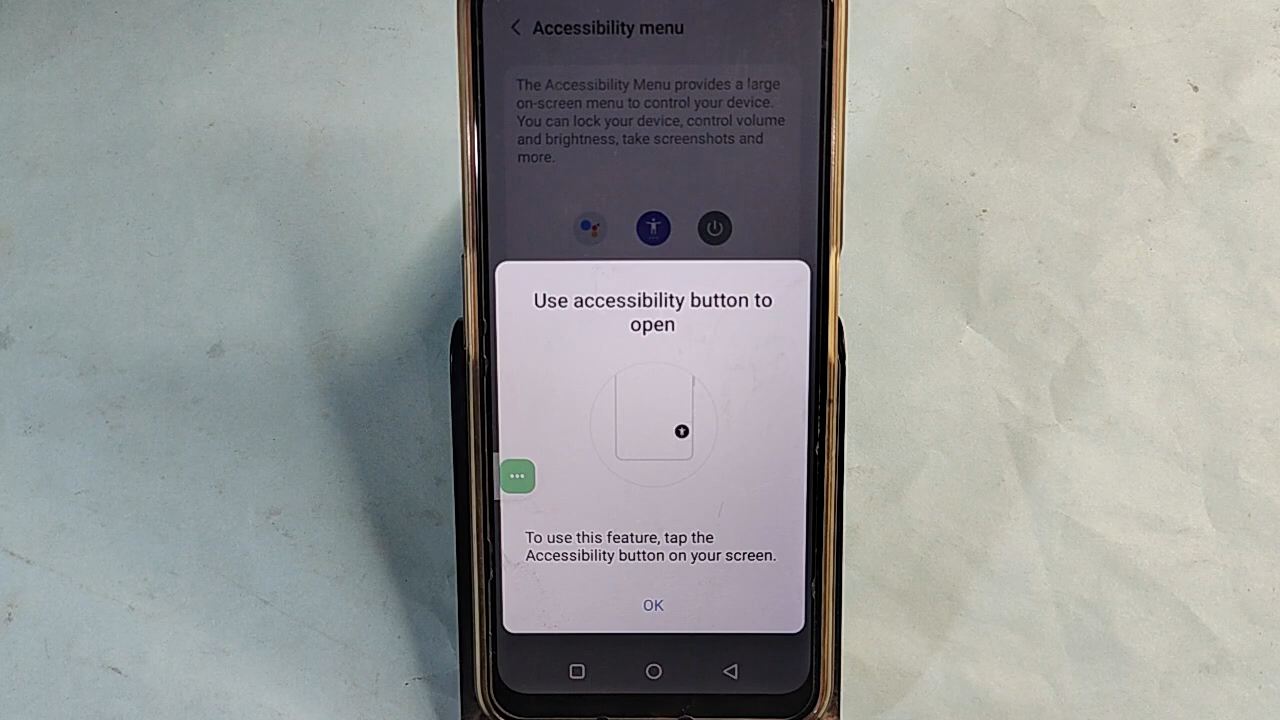 Accessibility menu
The Accessibility Menu provides a large
on-screen menu to control your device.
You can lock your device, control volume
and brightness, take screenshots and
more.
Use accessibility button to
open
To use this feature, tap the
Accessibility button on your screen.
OK